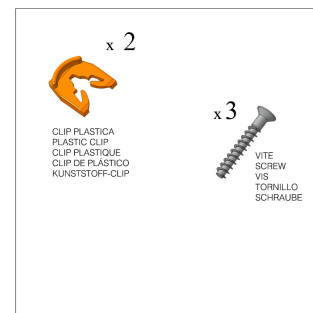 x 2
CLIP PLASTICA
PLASTIC CLIP
CLIP PLASTIQUE
CLIP DE PLÁSTICO
KUNSTSTOFF-CLIP
x 3
VITE
SCREW
VIS
TORNILLO
SCHRAUBE